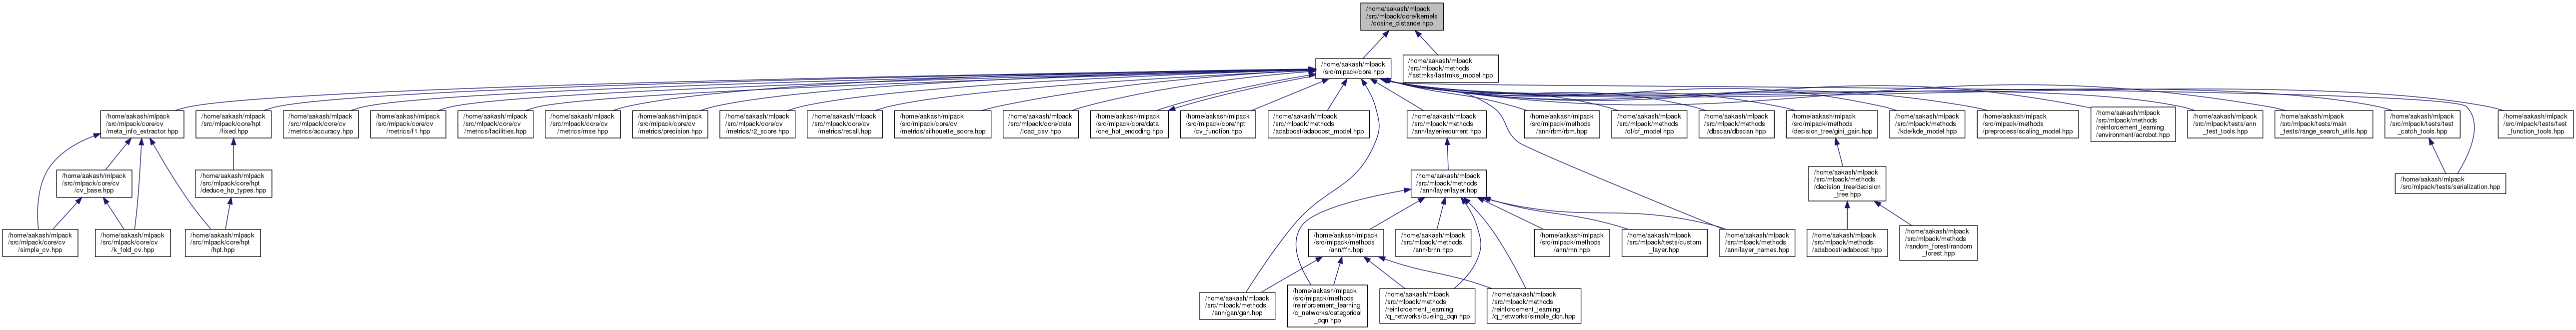 /home/aakash/mlpack
/src/mlpack/core/kernels
/cosine_distance.hpp
/home/aakash/mlpack
/src/mlpack/core.hpp
/home/aakash/mlpack
/src/mlpack/methods
/fastmks/fastmks_model.hpp
/home/aakash/mlpack
/src/mlpack/core/cv
/meta_info_extractor.hpp
/home/aakash/mlpack
/src/mlpack/core/hpt
/fixed.hpp
/home/aakash/mlpack
/src/mlpack/core/cv
/metrics/accuracy.hpp
/home/aakash/mlpack
/src/mlpack/core/cv
/metrics/f1.hpp
/home/aakash/mlpack
/src/mlpack/core/cv
/metrics/facilities.hpp
/home/aakash/mlpack
/src/mlpack/core/cv
/metrics/mse.hpp
/home/aakash/mlpack
/src/mlpack/core/cv
/metrics/precision.hpp
/home/aakash/mlpack
/src/mlpack/core/cv
/metrics/r2_score.hpp
/home/aakash/mlpack
/src/mlpack/core/cv
/metrics/recall.hpp
/home/aakash/mlpack
/src/mlpack/core/cv
/metrics/silhouette_score.hpp
/home/aakash/mlpack
/src/mlpack/core/data
/load_csv.hpp
/home/aakash/mlpack
/src/mlpack/core/data
/one_hot_encoding.hpp
/home/aakash/mlpack
/src/mlpack/core/hpt
/cv_function.hpp
/home/aakash/mlpack
/src/mlpack/methods
/adaboost/adaboost_model.hpp
/home/aakash/mlpack
/src/mlpack/methods
/ann/layer/recurrent.hpp
/home/aakash/mlpack
/src/mlpack/methods
/ann/rbm/rbm.hpp
/home/aakash/mlpack
/src/mlpack/methods
/cf/cf_model.hpp
/home/aakash/mlpack
/src/mlpack/methods
/dbscan/dbscan.hpp
/home/aakash/mlpack
/src/mlpack/methods
/decision_tree/gini_gain.hpp
/home/aakash/mlpack
/src/mlpack/methods
/kde/kde_model.hpp
/home/aakash/mlpack
/src/mlpack/methods
/preprocess/scaling_model.hpp
/home/aakash/mlpack
/src/mlpack/methods
/reinforcement_learning
/environment/acrobot.hpp
/home/aakash/mlpack
/src/mlpack/tests/ann
_test_tools.hpp
/home/aakash/mlpack
/src/mlpack/tests/main
_tests/range_search_utils.hpp
/home/aakash/mlpack
/src/mlpack/tests/test
_catch_tools.hpp
/home/aakash/mlpack
/src/mlpack/tests/test
_function_tools.hpp
/home/aakash/mlpack
/src/mlpack/core/cv
/cv_base.hpp
/home/aakash/mlpack
/src/mlpack/core/hpt
/deduce_hp_types.hpp
/home/aakash/mlpack
/src/mlpack/methods
/ann/layer/layer.hpp
/home/aakash/mlpack
/src/mlpack/methods
/decision_tree/decision
_tree.hpp
/home/aakash/mlpack
/src/mlpack/tests/serialization.hpp
/home/aakash/mlpack
/src/mlpack/core/cv
/simple_cv.hpp
/home/aakash/mlpack
/src/mlpack/core/cv
/k_fold_cv.hpp
/home/aakash/mlpack
/src/mlpack/core/hpt
/hpt.hpp
/home/aakash/mlpack
/src/mlpack/methods
/ann/ffn.hpp
/home/aakash/mlpack
/src/mlpack/methods
/ann/brnn.hpp
/home/aakash/mlpack
/src/mlpack/methods
/ann/rnn.hpp
/home/aakash/mlpack
/src/mlpack/tests/custom
_layer.hpp
/home/aakash/mlpack
/src/mlpack/methods
/ann/layer_names.hpp
/home/aakash/mlpack
/src/mlpack/methods
/adaboost/adaboost.hpp
/home/aakash/mlpack
/src/mlpack/methods
/random_forest/random
_forest.hpp
/home/aakash/mlpack
/src/mlpack/methods
/ann/gan/gan.hpp
/home/aakash/mlpack
/src/mlpack/methods
/reinforcement_learning
/q_networks/categorical
_dqn.hpp
/home/aakash/mlpack
/src/mlpack/methods
/reinforcement_learning
/q_networks/dueling_dqn.hpp
/home/aakash/mlpack
/src/mlpack/methods
/reinforcement_learning
/q_networks/simple_dqn.hpp